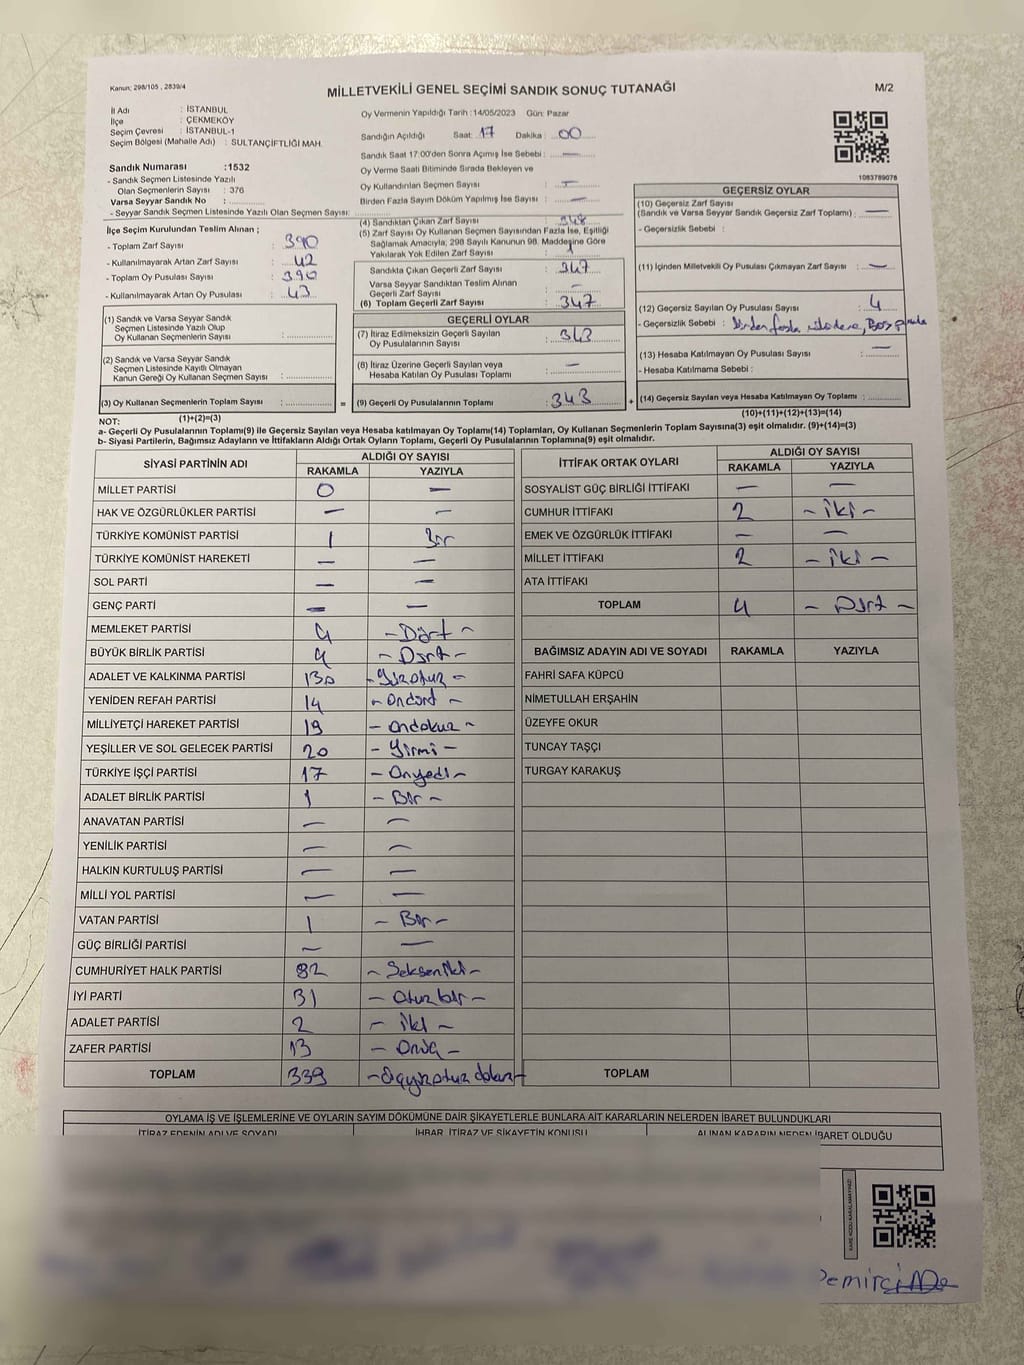 Kanun; 298/105 , 2839/4
MİLLETVEKİLİ GENEL SEÇİMİ SANDIK SONUÇ TUTANAĞI
M/2
İl Adı : İSTANBUL
İlçe : ÇEKMEKÖY
Seçim Çevresi : İSTANBUL-1
Seçim Bölgesi (Mahalle Adı) : SULTANÇİFTLİĞİ MAH.
Sandık Numarası :1532
- Sandık Seçmen Listesinde Yazılı
Olan Seçmenlerin Sayısı : 376
Varsa Seyyar Sandık No :
- Seyyar Sandık Seçmen Listesinde Yazılı Olan Seçmen Sayısı:
İlçe Seçim Kurulundan Teslim Alınan ;
- Toplam Zarf Sayısı : 390
- Kullanılmayarak Artan Zarf Sayısı : 42
- Toplam Oy Pusulası Sayısı : 390
- Kullanılmayarak Artan Oy Pusulası : 43
(1) Sandık ve Varsa Seyyar Sandık
Seçmen Listesinde Yazılı Olup
Oy Kullanan Seçmenlerin Sayısı :
(2) Sandık ve Varsa Seyyar Sandık
Seçmen Listesinde Kayıtlı Olmayan
Kanun Gereği Oy Kullanan Seçmen Sayısı :
(3) Oy Kullanan Seçmenlerin Toplam Sayısı : =
Oy Vermenin Yapıldığı Tarih : 14/05/2023 Gün: Pazar
Sandığın Açıldığı Saat: 17 Dakika : 00
Sandık Saat 17:00'den Sonra Açımış İse Sebebi : —
Oy Verme Saati Bitiminde Sırada Bekleyen ve
Oy Kullandırılan Seçmen Sayısı : —
Birden Fazla Sayım Döküm Yapılmış İse Sayısı : —
(4) Sandıktan Çıkan Zarf Sayısı : 348
(5) Zarf Sayısı Oy Kullanan Seçmen Sayısından Fazla İse, Eşitliği
Sağlamak Amacıyla; 298 Sayılı Kanunun 98. Maddesine Göre
Yakılarak Yok Edilen Zarf Sayısı : 1
Sandıkta Çıkan Geçerli Zarf Sayısı : 347
Varsa Seyyar Sandıktan Teslim Alınan
Geçerli Zarf Sayısı : —
(6) Toplam Geçerli Zarf Sayısı : 347
GEÇERLİ OYLAR
(7) İtiraz Edilmeksizin Geçerli Sayılan
Oy Pusulalarının Sayısı : 343
(8) İtiraz Üzerine Geçerli Sayılan veya
Hesaba Katılan Oy Pusulası Toplamı : —
(9) Geçerli Oy Pusulalarının Toplamı : 343 +
1083789078
GEÇERSİZ OYLAR
(10) Geçersiz Zarf Sayısı
(Sandık ve Varsa Seyyar Sandık Geçersiz Zarf Toplamı) : —
- Geçersizlik Sebebi :
(11) İçinden Milletvekili Oy Pusulası Çıkmayan Zarf Sayısı : —
(12) Geçersiz Sayılan Oy Pusulası Sayısı : 4
- Geçersizlik Sebebi : Birden fazla Boş
(13) Hesaba Katılmayan Oy Pusulası Sayısı : —
- Hesaba Katılmama Sebebi :
(14) Geçersiz Sayılan veya Hesaba Katılmayan Oy Toplamı :
NOT: (1)+(2)=(3) (10)+(11)+(12)+(13)=(14)
a- Geçerli Oy Pusulalarının Toplamı(9) ile Geçersiz Sayılan veya Hesaba katılmayan Oy Toplamı(14) Toplamları, Oy Kullanan Seçmenlerin Toplam Sayısına(3) eşit olmalıdır. (9)+(14)=(3)
b- Siyasi Partilerin, Bağımsız Adayların ve İttifakların Aldığı Ortak Oyların Toplamı, Geçerli Oy Pusulalarının Toplamına(9) eşit olmalıdır.
SİYASİ PARTİNİN ADI ALDIĞI OY SAYISI
RAKAMLA YAZIYLA
MİLLET PARTİSİ 0 —
HAK VE ÖZGÜRLÜKLER PARTİSİ — —
TÜRKİYE KOMÜNİST PARTİSİ 1 Bir
TÜRKİYE KOMÜNİST HAREKETİ — —
SOL PARTİ — —
GENÇ PARTİ — —
MEMLEKET PARTİSİ 4 - Dört -
BÜYÜK BİRLİK PARTİSİ 4 - Dört -
ADALET VE KALKINMA PARTİSİ 130 - Yüzotuz -
YENİDEN REFAH PARTİSİ 14 - Ondört -
MİLLİYETÇİ HAREKET PARTİSİ 19 - Ondokuz -
YEŞİLLER VE SOL GELECEK PARTİSİ 20 - Yirmi -
TÜRKİYE İŞÇİ PARTİSİ 17 - Onyedi -
ADALET BİRLİK PARTİSİ 1 - Bir -
ANAVATAN PARTİSİ — —
YENİLİK PARTİSİ — —
HALKIN KURTULUŞ PARTİSİ — —
MİLLİ YOL PARTİSİ — —
VATAN PARTİSİ 1 - Bir -
GÜÇ BİRLİĞİ PARTİSİ — —
CUMHURİYET HALK PARTİSİ 82 - Sekseniki -
İYİ PARTİ 31 - Otuzbir -
ADALET PARTİSİ 2 - iki -
ZAFER PARTİSİ 13 - Onüç -
TOPLAM 339 - Üçyüzotuz dokuz -
İTTİFAK ORTAK OYLARI ALDIĞI OY SAYISI
RAKAMLA YAZIYLA
SOSYALİST GÜÇ BİRLİĞİ İTTİFAKI — —
CUMHUR İTTİFAKI 2 - iki -
EMEK VE ÖZGÜRLÜK İTTİFAKI — —
MİLLET İTTİFAKI 2 - iki -
ATA İTTİFAKI
TOPLAM 4 - Dört -
BAĞIMSIZ ADAYIN ADI VE SOYADI RAKAMLA YAZIYLA
FAHRİ SAFA KÜPCÜ
NİMETULLAH ERŞAHİN
ÜZEYFE OKUR
TUNCAY TAŞÇI
TURGAY KARAKUŞ
TOPLAM
OYLAMA İŞ VE İŞLEMLERİNE VE OYLARIN SAYIM DÖKÜMÜNE DAİR ŞİKAYETLERLE BUNLARA AİT KARARLARIN NELERDEN İBARET BULUNDUKLARI
İTİRAZ EDENİN ADI VE SOYADI İHBAR, İTİRAZ VE ŞİKAYETİN KONUSU ALINAN KARARIN NEDEN İBARET OLDUĞU
Demirci